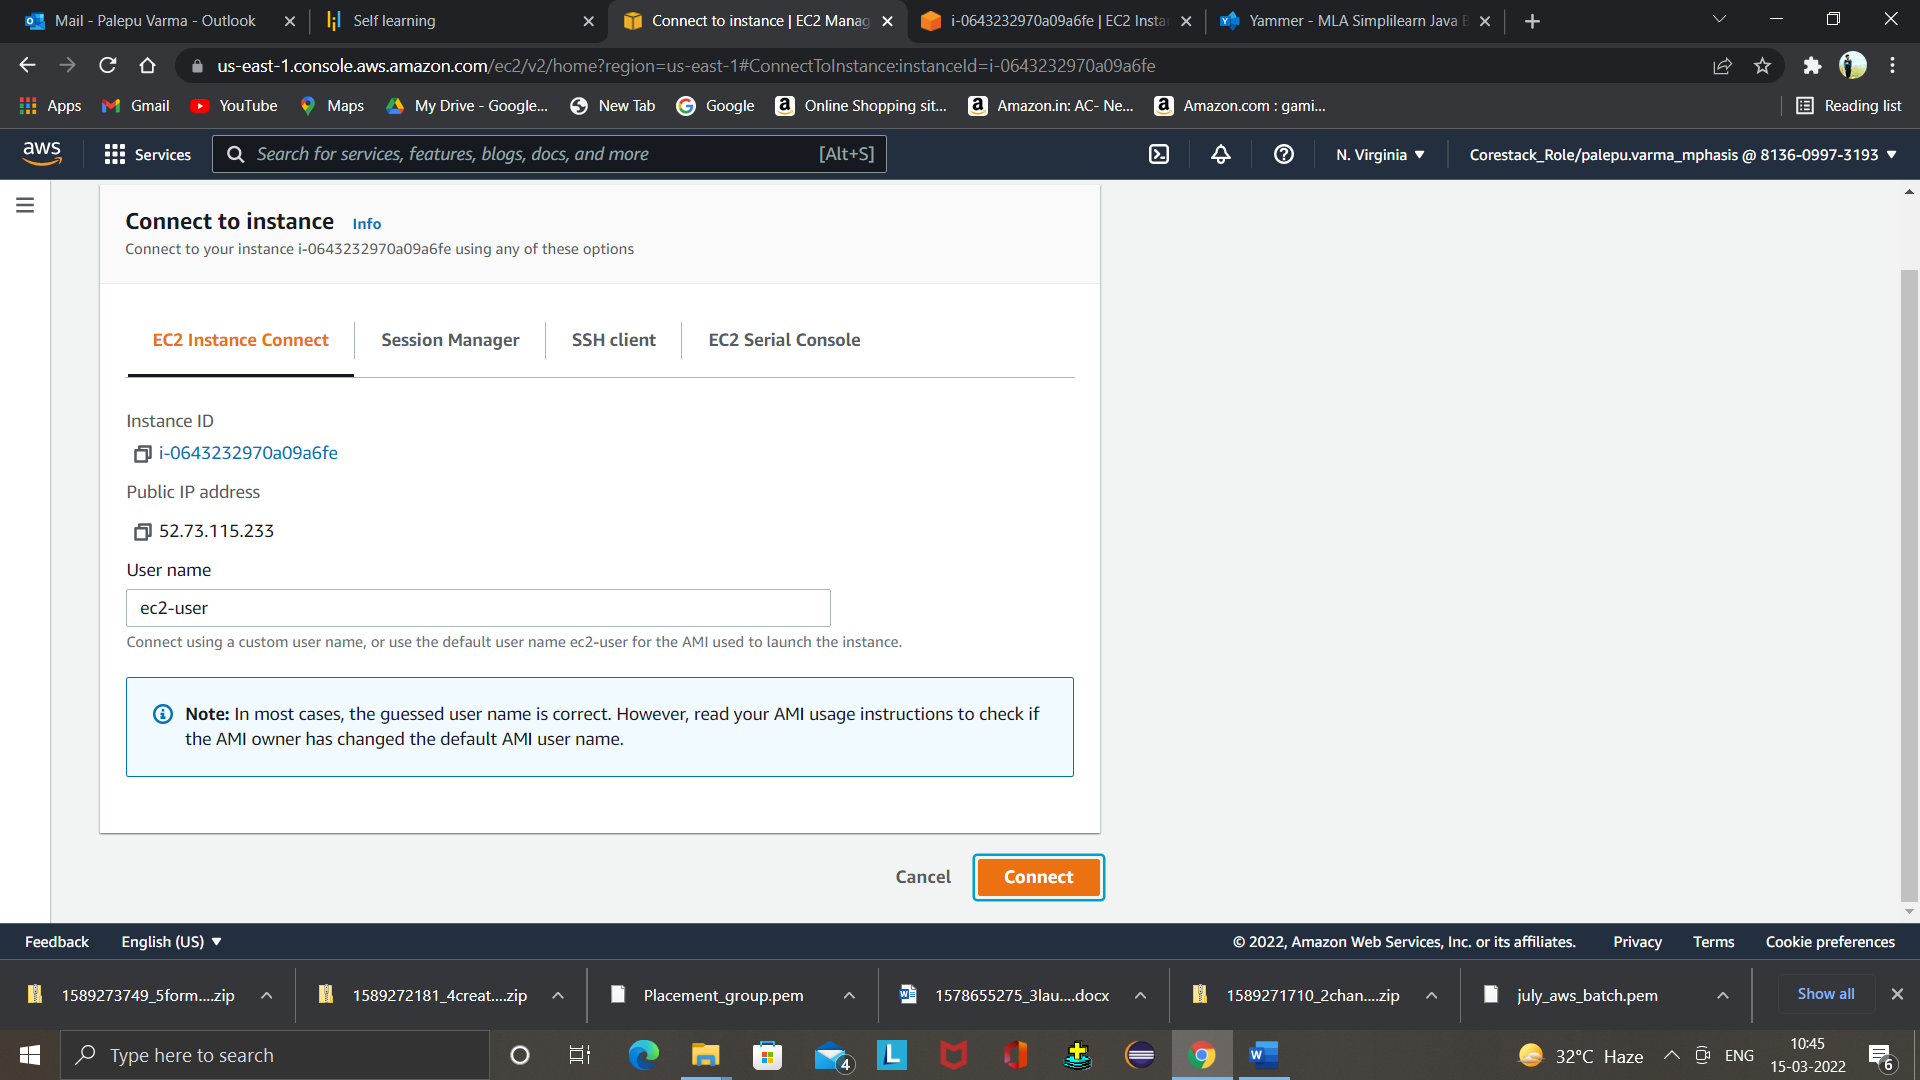 Mail - Palepu Varma - Outlook
Self learning
Connect to instance | EC2 Manag
i-0643232970a09a6fe | EC2 Instan
Yammer - MLA Simplilearn Java B
us-east-1.console.aws.amazon.com/ec2/v2/home?region=us-east-1#ConnectToInstance:instanceId=i-0643232970a09a6fe
Apps
Gmail
YouTube
Maps
My Drive - Google...
New Tab
Google
Online Shopping sit...
Amazon.in: AC- Ne...
Amazon.com : gami...
Reading list
aws
Services
Search for services, features, blogs, docs, and more
[Alt+S]
N. Virginia
Corestack_Role/palepu.varma_mphasis @ 8136-0997-3193
Connect to instance Info
Connect to your instance i-0643232970a09a6fe using any of these options
EC2 Instance Connect
Session Manager
SSH client
EC2 Serial Console
Instance ID
i-0643232970a09a6fe
Public IP address
52.73.115.233
User name
ec2-user
Connect using a custom user name, or use the default user name ec2-user for the AMI used to launch the instance.
Note: In most cases, the guessed user name is correct. However, read your AMI usage instructions to check if
the AMI owner has changed the default AMI user name.
Cancel
Connect
Feedback
English (US)
© 2022, Amazon Web Services, Inc. or its affiliates.
Privacy
Terms
Cookie preferences
1589273749_5form....zip
1589272181_4creat....zip
Placement_group.pem
1578655275_3lau....docx
1589271710_2chan....zip
july_aws_batch.pem
Show all
Type here to search
4
L
W
32°C Haze
ENG
10:45
15-03-2022
6